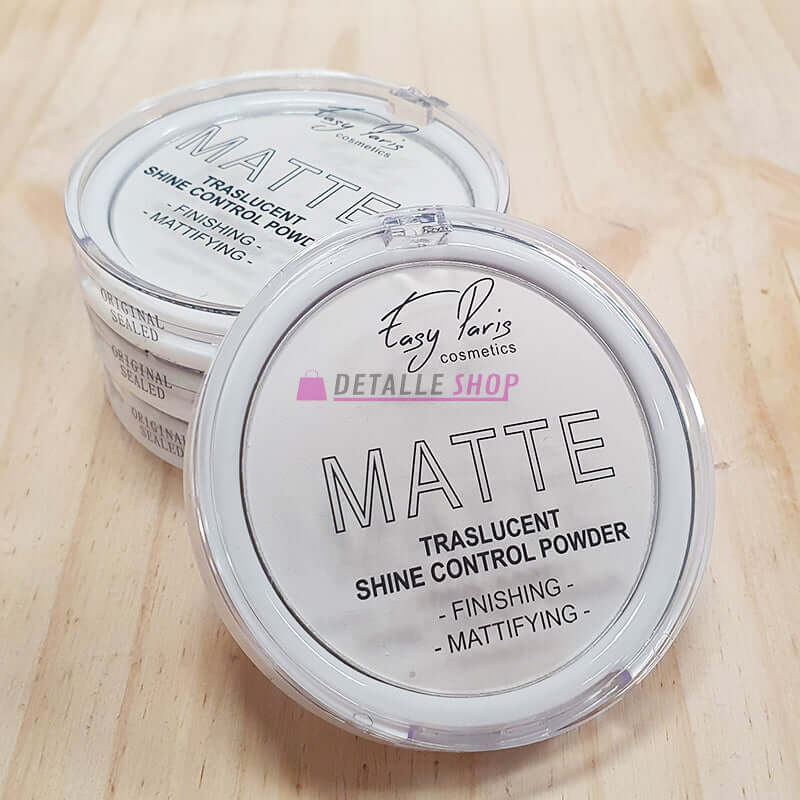 Easy Paris
cosmetics
MATTE
TRASLUCENT
SHINE CONTROL POWD
- FINISHING -
- MATTIFYING -
ORIGINAL
SEALED
ORIGINAL
SEALED
ORIGINAL
SEALED
Easy Paris
cosmetics
DETALLE SHOP
MATTE
TRASLUCENT
SHINE CONTROL POWDER
- FINISHING -
- MATTIFYING -